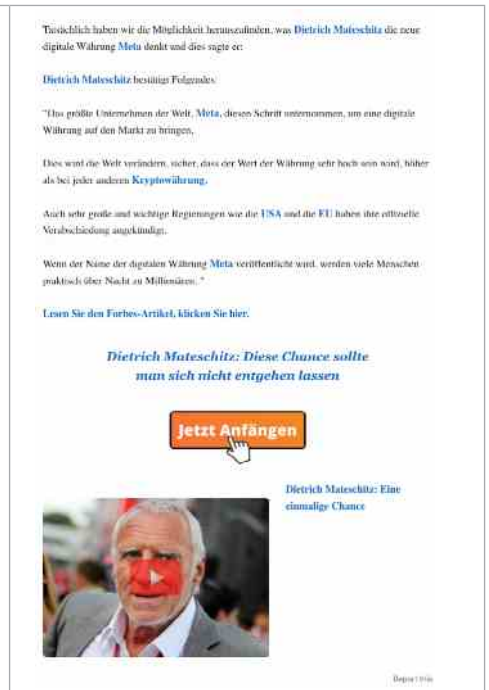 Tatsächlich haben wir die Möglichkeit herauszufinden, was Dietrich Mateschitz die neue
digitale Währung Meta denkt und dies sagte er:
Dietrich Mateschitz bestätigt Folgendes:
"Das größte Unternehmen der Welt, Meta, diesen Schritt unternommen, um eine digitale
Währung auf den Markt zu bringen,
Dies wird die Welt verändern, sicher, dass der Wert der Währung sehr hoch sein wird, höher
als bei jeder anderen Kryptowährung.
Auch sehr große und wichtige Regierungen wie die USA und die EU haben ihre offizielle
Verabschiedung angekündigt.
Wenn der Name der digitalen Währung Meta veröffentlicht wird, werden viele Menschen
praktisch über Nacht zu Millionären. "
Lesen Sie den Forbes-Artikel, klicken Sie hier.
Dietrich Mateschitz: Diese Chance sollte
man sich nicht entgehen lassen
Jetzt Anfängen
Dietrich Mateschitz: Eine
einmalige Chance